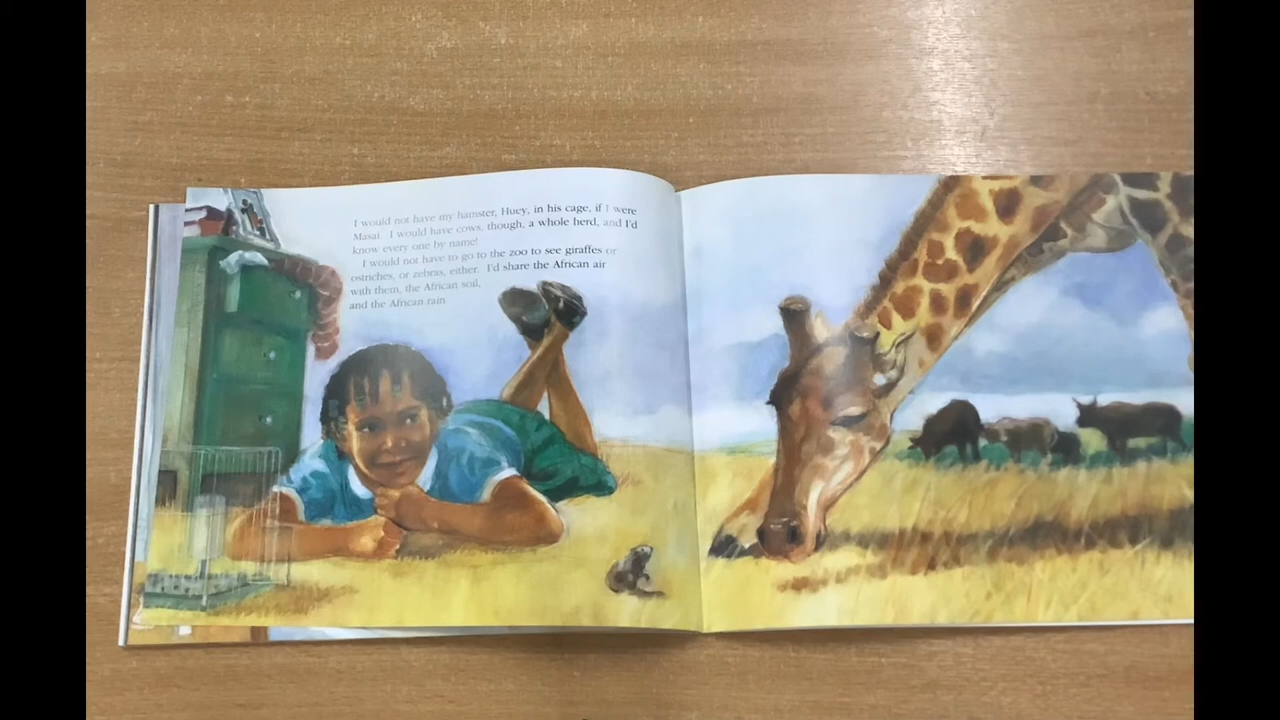 I would not have my hamster, Huey, in his cage, if I were
Masai. I would have cows, though, a whole herd, and I'd
know every one by name!
I would not have to go to the zoo to see giraffes or
ostriches, or zebras, either. I'd share the African air
with them, the African soil,
and the African rain.